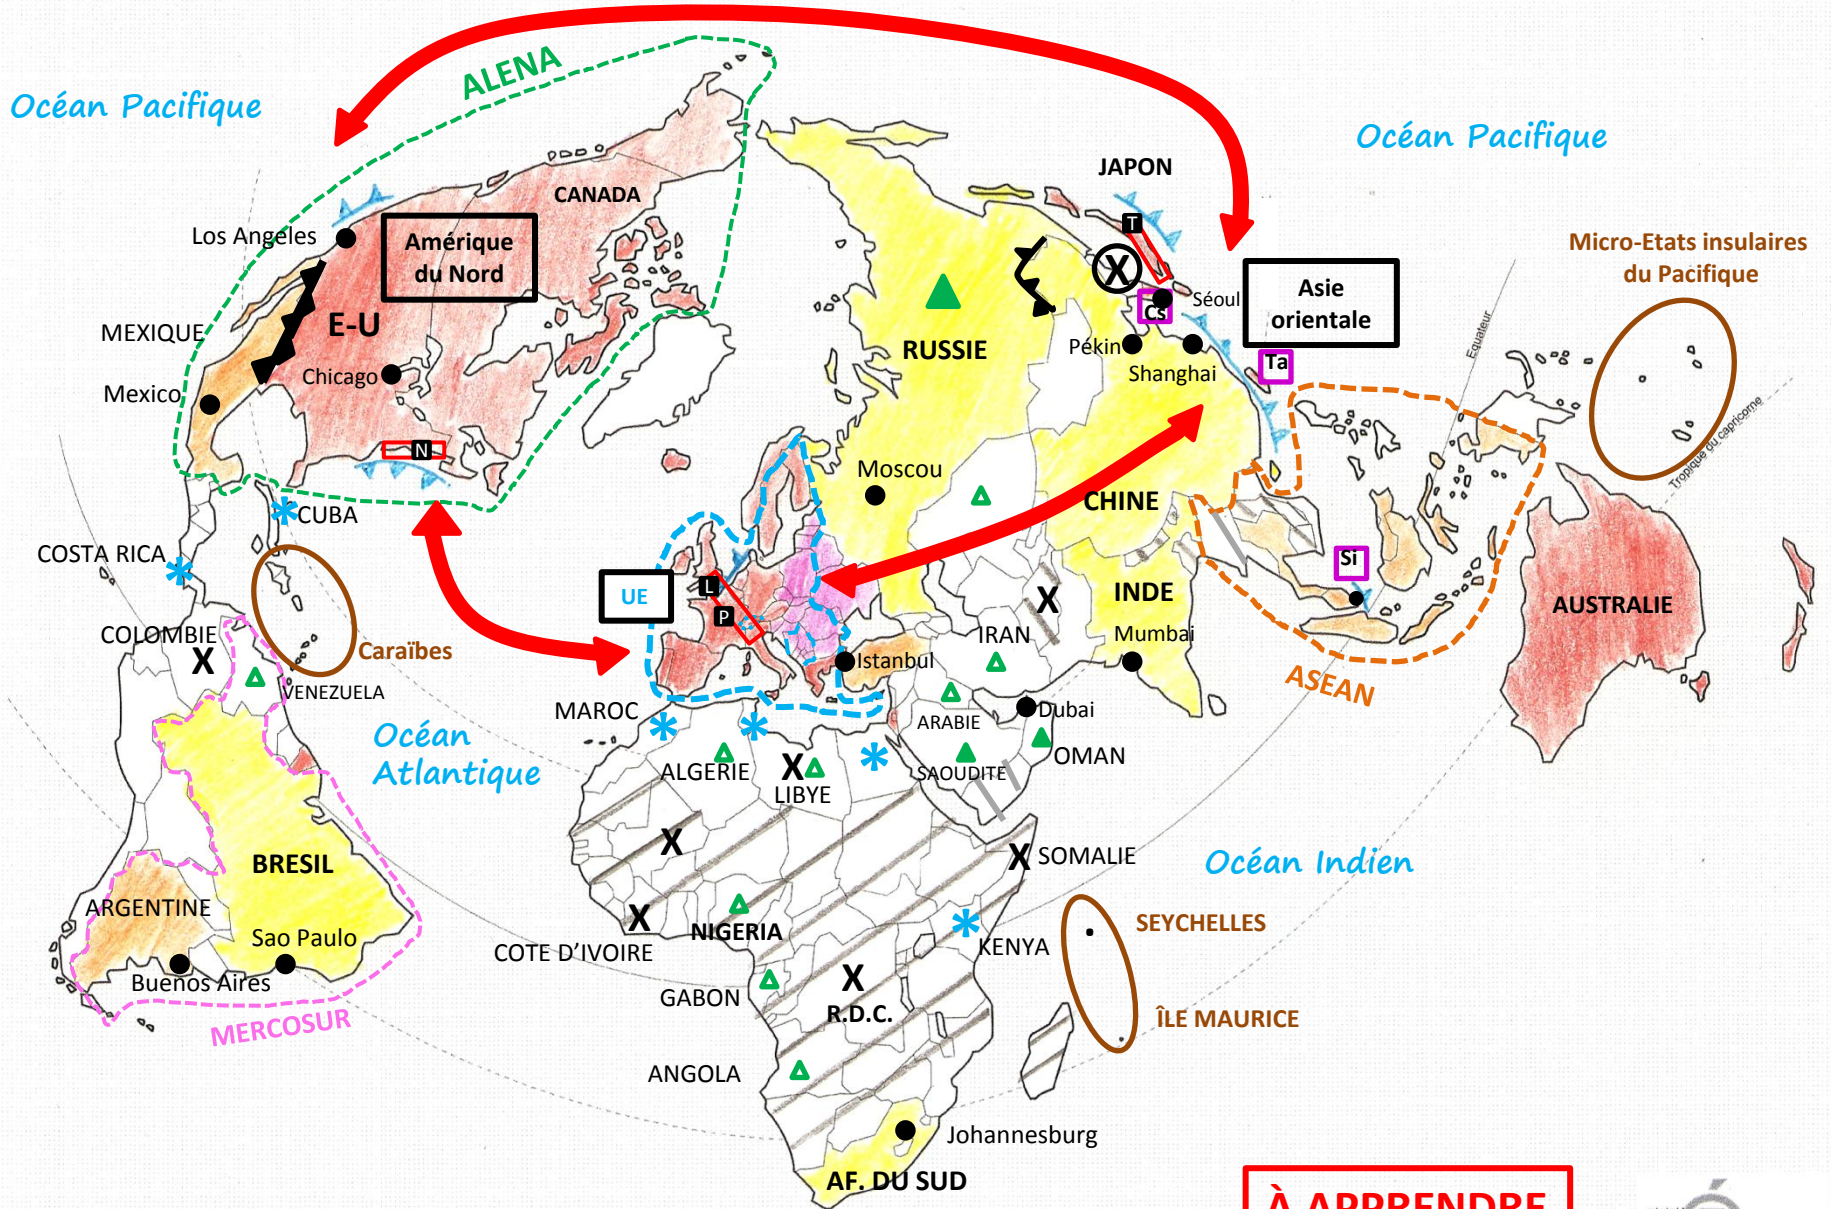 Océan Pacifique
ALENA
Océan Pacifique
JAPON
CANADA
T
Los Angeles
Amérique
du Nord
Micro-Etats insulaires
du Pacifique
X
Séoul
Cs
Asie
orientale
MEXIQUE
E-U
RUSSIE
Pékin
Shanghai
Ta
Equateur
Chicago
Mexico
Tropique du capricorne
N
Moscou
CHINE
CUBA
COSTA RICA
Si
UE
L
P
X
INDE
AUSTRALIE
COLOMBIE
X
Caraïbes
IRAN
Mumbai
Istanbul
ASEAN
VENEZUELA
MAROC
ARABIE
SAOUDITE
Dubai
Océan
Atlantique
ALGERIE
X
LIBYE
OMAN
X
X
SOMALIE
Océan Indien
BRESIL
ARGENTINE
Sao Paulo
Buenos Aires
MERCOSUR
X
COTE D'IVOIRE
NIGERIA
KENYA
SEYCHELLES
GABON
X
R.D.C.
ÎLE MAURICE
ANGOLA
Johannesburg
AF. DU SUD
À APPRENDRE